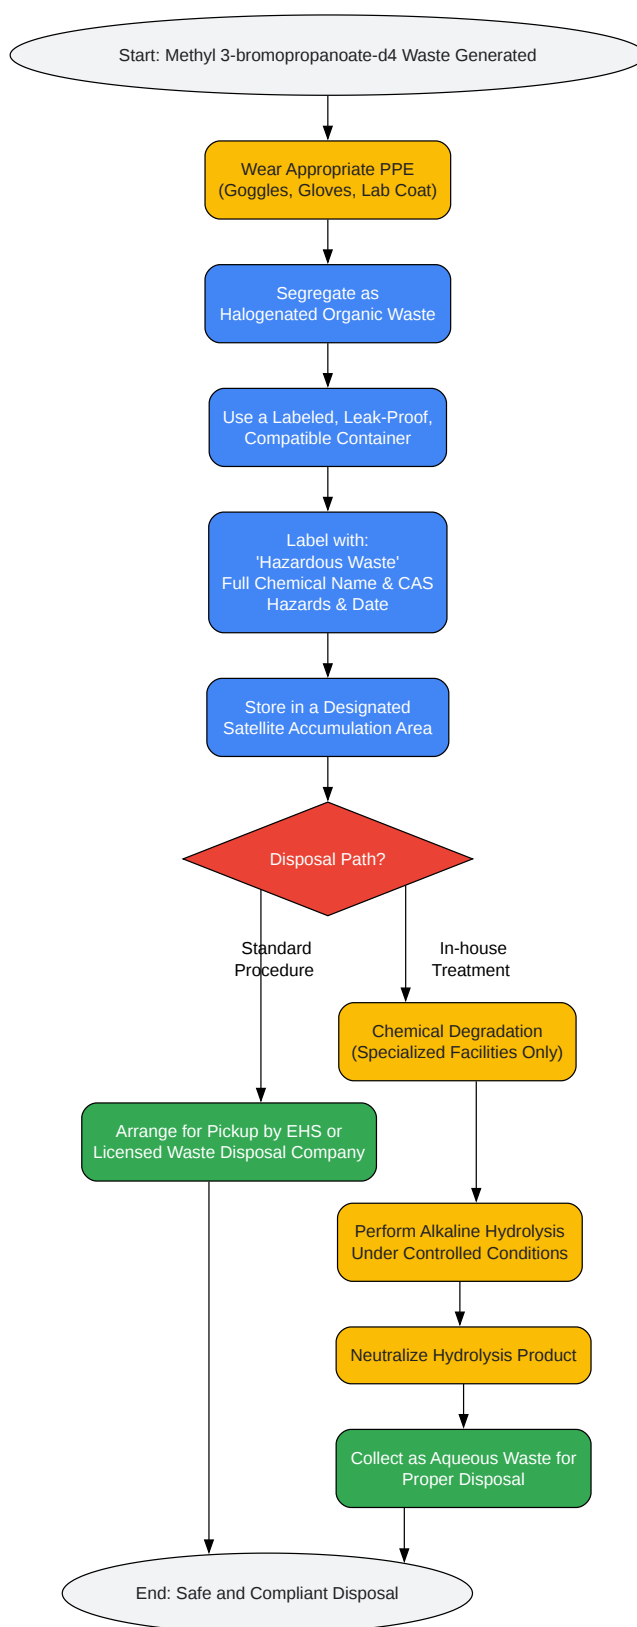 Start: Methyl 3-bromopropanoate-d4 Waste Generated
Wear Appropriate PPE
(Goggles, Gloves, Lab Coat)
Segregate as
Halogenated Organic Waste
Use a Labeled, Leak-Proof,
Compatible Container
Label with:
'Hazardous Waste'
Full Chemical Name & CAS
Hazards & Date
Store in a Designated
Satellite Accumulation Area
Disposal Path?
Standard
Procedure
In-house
Treatment
Chemical Degradation
(Specialized Facilities Only)
Arrange for Pickup by EHS or
Licensed Waste Disposal Company
Perform Alkaline Hydrolysis
Under Controlled Conditions
Neutralize Hydrolysis Product
Collect as Aqueous Waste for
Proper Disposal
End: Safe and Compliant Disposal